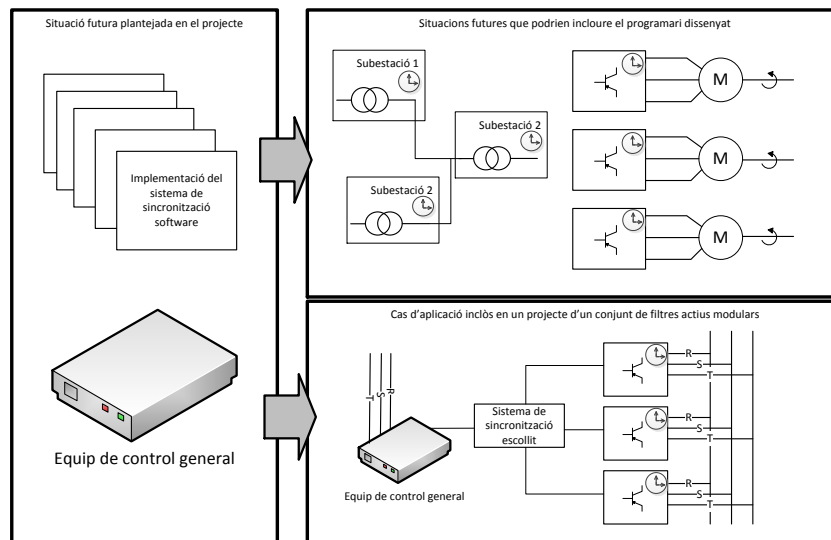 Situació futura plantejada en el projecte
Implementació del
sistema de
sincronització
software
Equip de control general
Situacions futures que podrien incloure el programari dissenyat
Subestació 1
Subestació 2
Subestació 2
M
M
M
Cas d'aplicació inclòs en un projecte d'un conjunt de filtres actius modulars
R
S
T
Equip de control general
Sistema de
sincronització
escollit
R
S
T
R
S
T
R
S
T